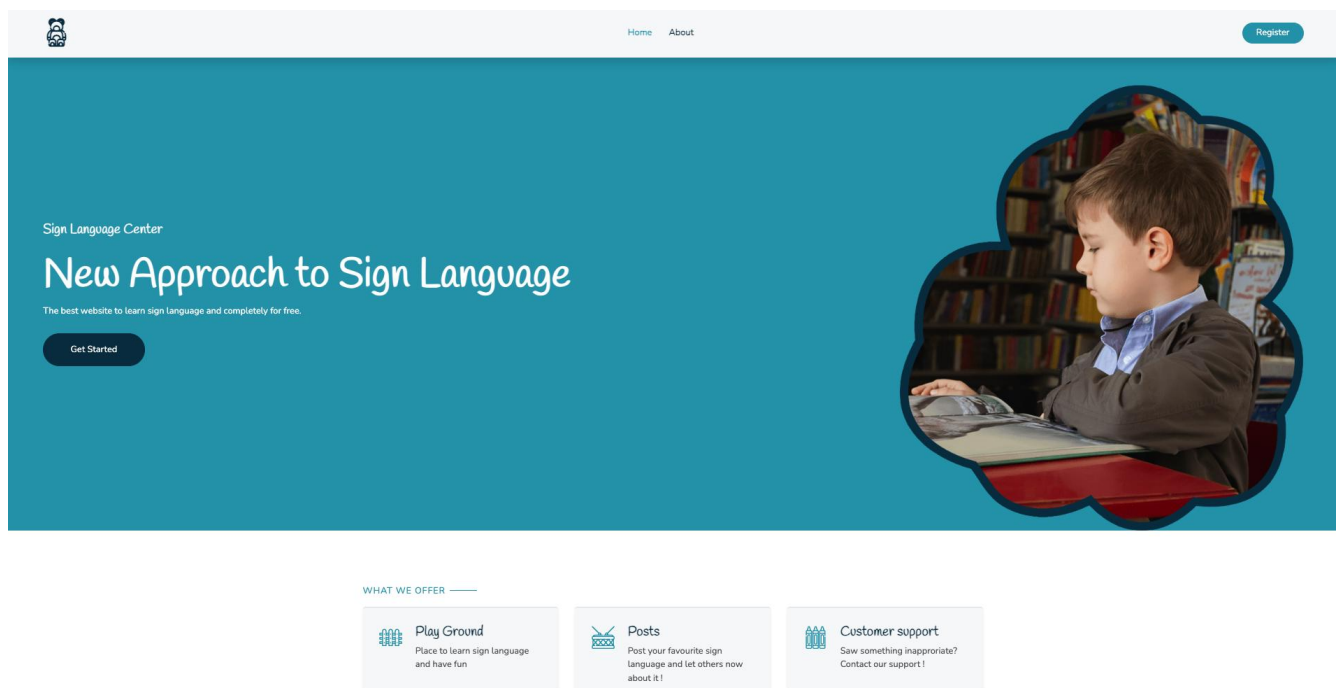 Home About Register
Sign Language Center
New Approach to Sign Language
The best website to learn sign language and completely for free.
Get Started
WHAT WE OFFER
Play Ground
Place to learn sign language
and have fun
Posts
Post your favourite sign
language and let others now
about it !
Customer support
Saw something inapproriate?
Contact our support !